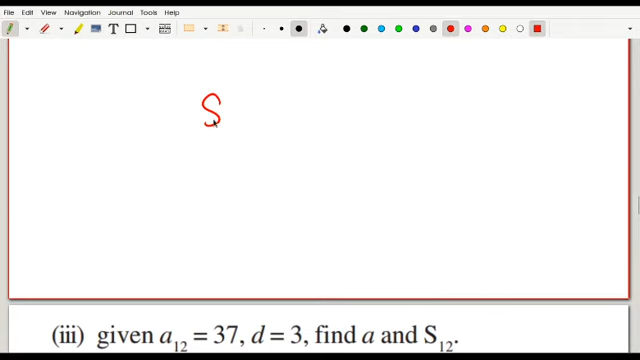 File Edit View Navigation Journal Tools Help
T
S
(iii) given a₁₂ = 37, d = 3, find a and S₁₂.